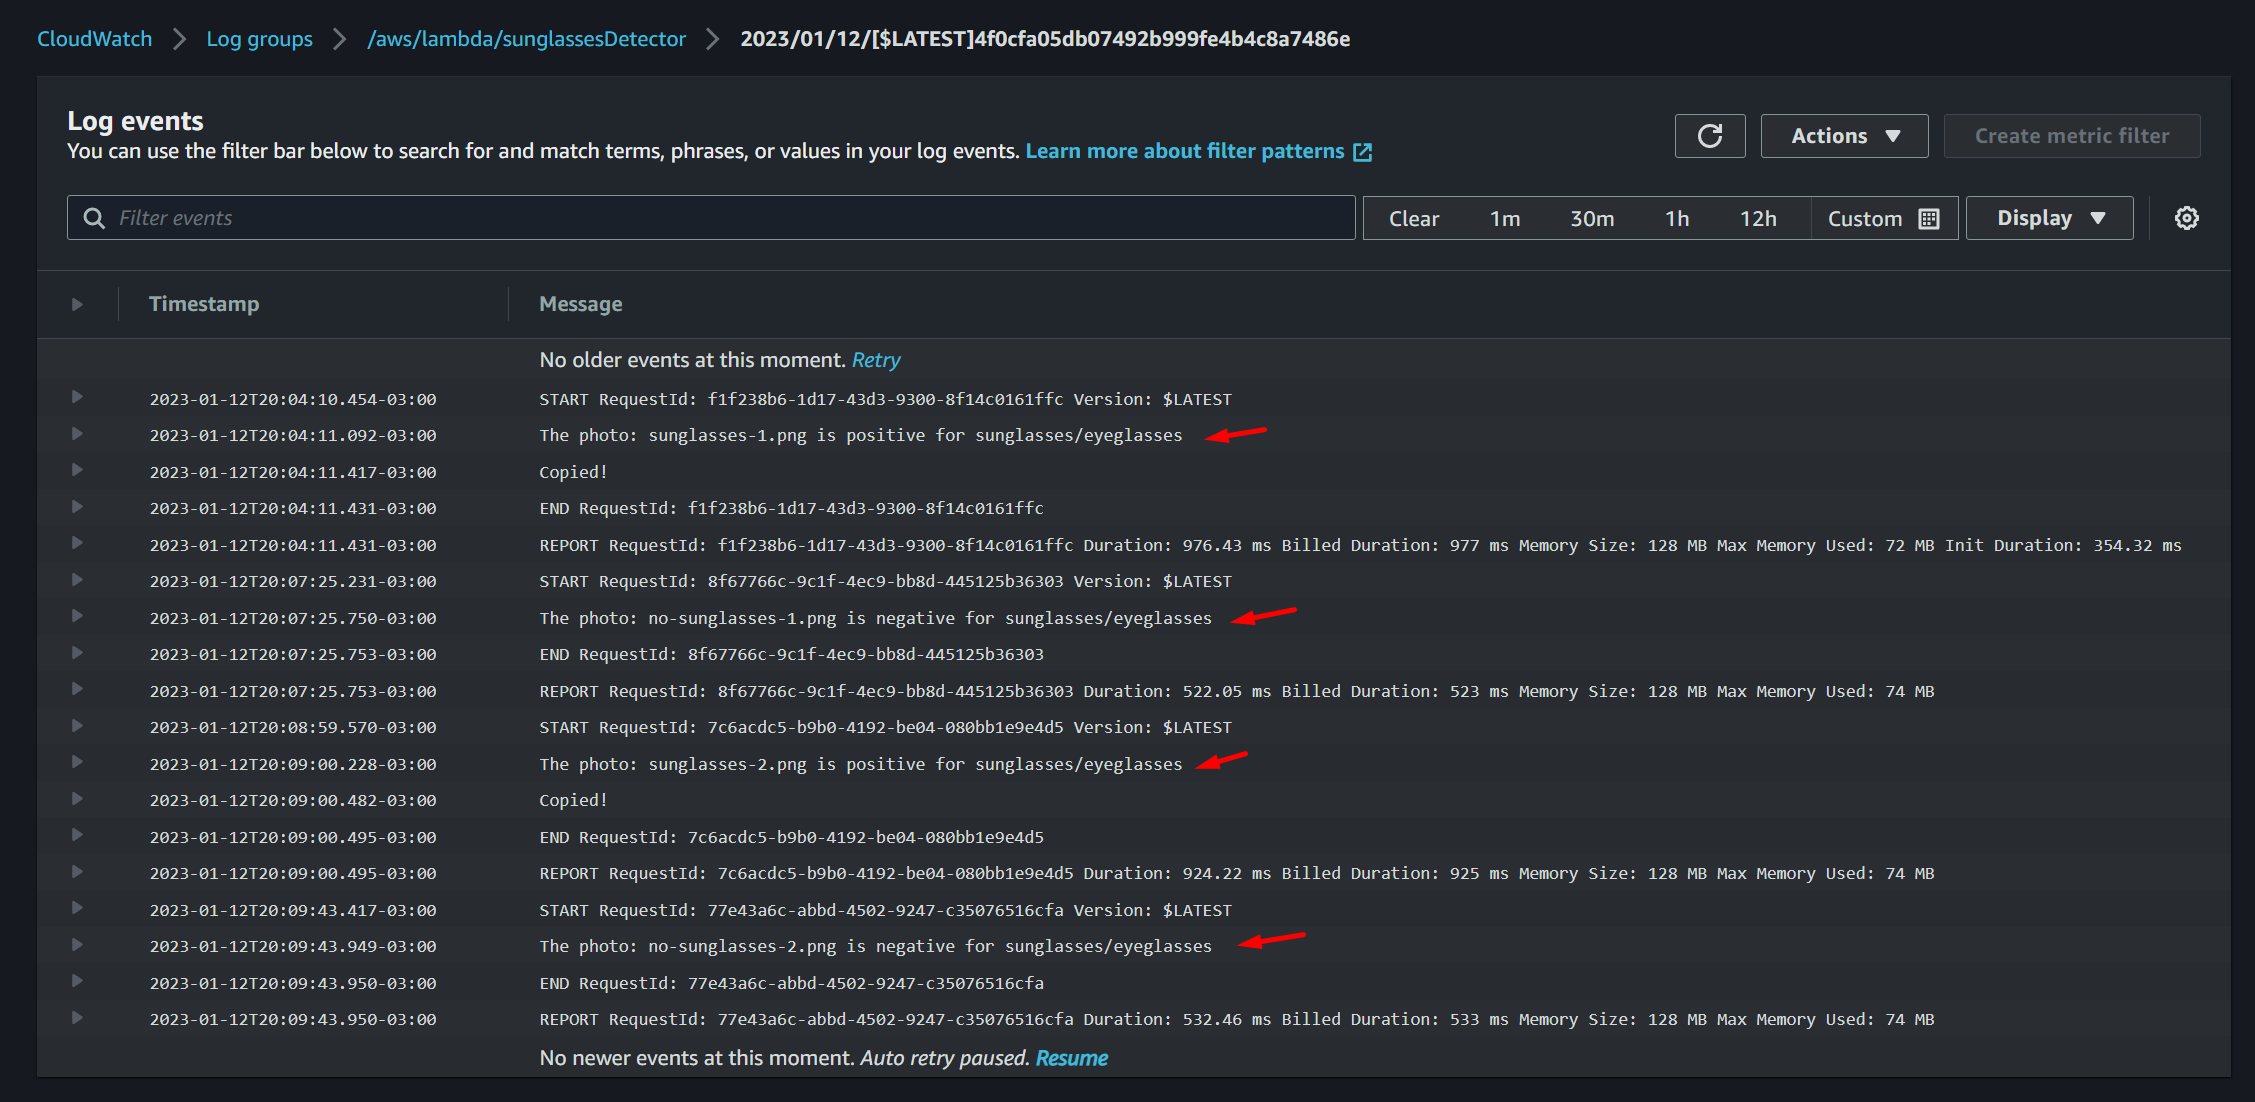 CloudWatch > Log groups > /aws/lambda/sunglassesDetector > 2023/01/12/[$LATEST]4f0cfa05db07492b999fe4b4c8a7486e
Log events
You can use the filter bar below to search for and match terms, phrases, or values in your log events. Learn more about filter patterns
Actions
Create metric filter
Filter events
Clear 1m 30m 1h 12h Custom
Display
Timestamp Message
No older events at this moment. Retry
2023-01-12T20:04:10.454-03:00 START RequestId: f1f238b6-1d17-43d3-9300-8f14c0161ffc Version: $LATEST
2023-01-12T20:04:11.092-03:00 The photo: sunglasses-1.png is positive for sunglasses/eyeglasses
2023-01-12T20:04:11.417-03:00 Copied!
2023-01-12T20:04:11.431-03:00 END RequestId: f1f238b6-1d17-43d3-9300-8f14c0161ffc
2023-01-12T20:04:11.431-03:00 REPORT RequestId: f1f238b6-1d17-43d3-9300-8f14c0161ffc Duration: 976.43 ms Billed Duration: 977 ms Memory Size: 128 MB Max Memory Used: 72 MB Init Duration: 354.32 ms
2023-01-12T20:07:25.231-03:00 START RequestId: 8f67766c-9c1f-4ec9-bb8d-445125b36303 Version: $LATEST
2023-01-12T20:07:25.750-03:00 The photo: no-sunglasses-1.png is negative for sunglasses/eyeglasses
2023-01-12T20:07:25.753-03:00 END RequestId: 8f67766c-9c1f-4ec9-bb8d-445125b36303
2023-01-12T20:07:25.753-03:00 REPORT RequestId: 8f67766c-9c1f-4ec9-bb8d-445125b36303 Duration: 522.05 ms Billed Duration: 523 ms Memory Size: 128 MB Max Memory Used: 74 MB
2023-01-12T20:08:59.570-03:00 START RequestId: 7c6acdc5-b9b0-4192-be04-080bb1e9e4d5 Version: $LATEST
2023-01-12T20:09:00.228-03:00 The photo: sunglasses-2.png is positive for sunglasses/eyeglasses
2023-01-12T20:09:00.482-03:00 Copied!
2023-01-12T20:09:00.495-03:00 END RequestId: 7c6acdc5-b9b0-4192-be04-080bb1e9e4d5
2023-01-12T20:09:00.495-03:00 REPORT RequestId: 7c6acdc5-b9b0-4192-be04-080bb1e9e4d5 Duration: 924.22 ms Billed Duration: 925 ms Memory Size: 128 MB Max Memory Used: 74 MB
2023-01-12T20:09:43.417-03:00 START RequestId: 77e43a6c-abbd-4502-9247-c35076516cfa Version: $LATEST
2023-01-12T20:09:43.949-03:00 The photo: no-sunglasses-2.png is negative for sunglasses/eyeglasses
2023-01-12T20:09:43.950-03:00 END RequestId: 77e43a6c-abbd-4502-9247-c35076516cfa
2023-01-12T20:09:43.950-03:00 REPORT RequestId: 77e43a6c-abbd-4502-9247-c35076516cfa Duration: 532.46 ms Billed Duration: 533 ms Memory Size: 128 MB Max Memory Used: 74 MB
No newer events at this moment. Auto retry paused. Resume